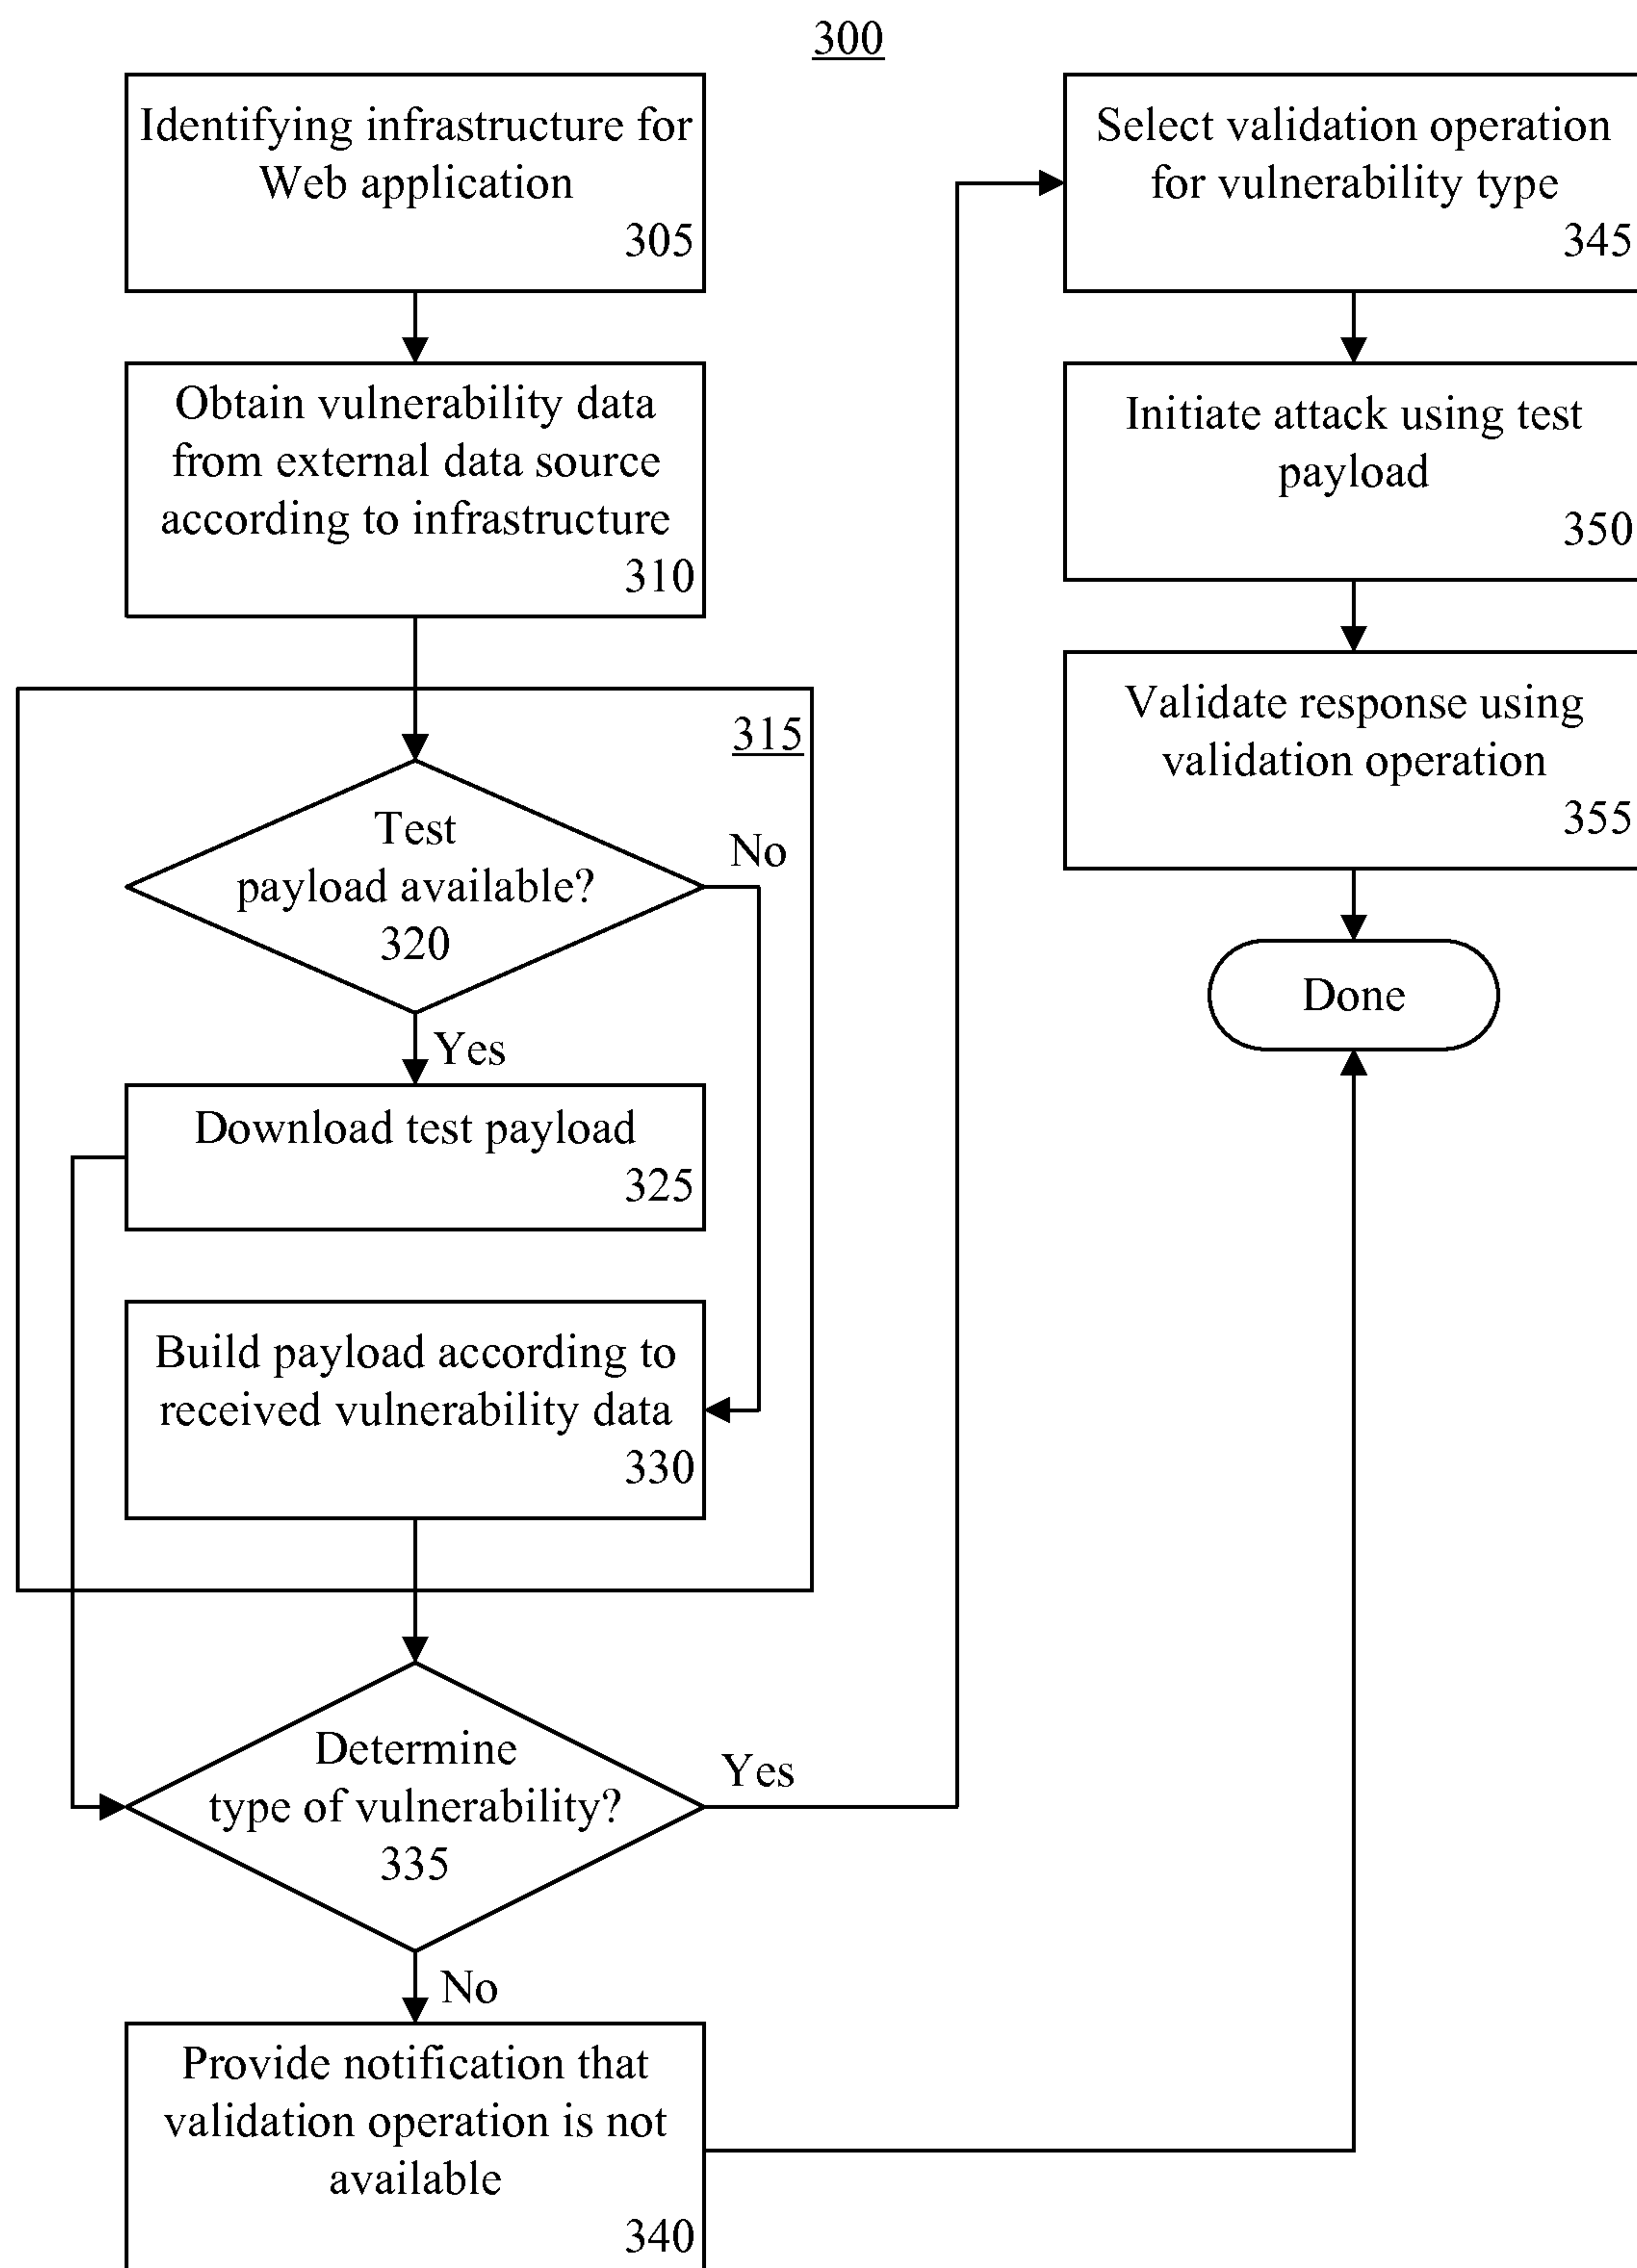 300
Identifying infrastructure for
Web application
305
Obtain vulnerability data
from external data source
according to infrastructure
310
315
Test
payload available?
320
No
Yes
Download test payload
325
Build payload according to
received vulnerability data
330
Determine
type of vulnerability?
335
Yes
No
Provide notification that
validation operation is not
available
340
Select validation operation
for vulnerability type
345
Initiate attack using test
payload
350
Validate response using
validation operation
355
Done